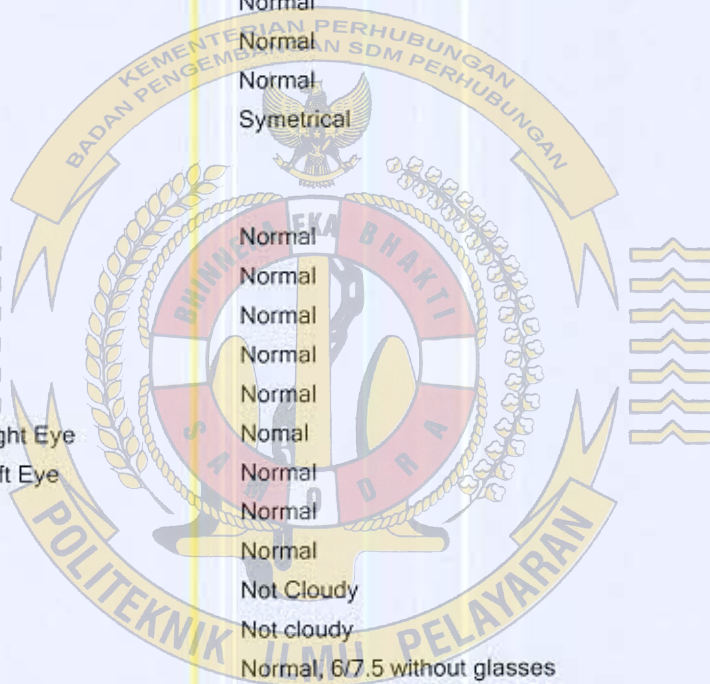 Normal
Normal
Normal
Symetrical
Normal
Normal
Normal
Normal
Normal
ght Eye Nomal
ft Eye Normal
Normal
Normal
Not Cloudy
Not cloudy
Normal, 6/7.5 without glasses
KEMENTERIAN PERHUBUNGAN
BADAN PENGEMBANGAN SDM PERHUBUNGAN
BHINNEKA EKA BHAKTI
SAMODRA
POLITEKNIK ILMU PELAYARAN